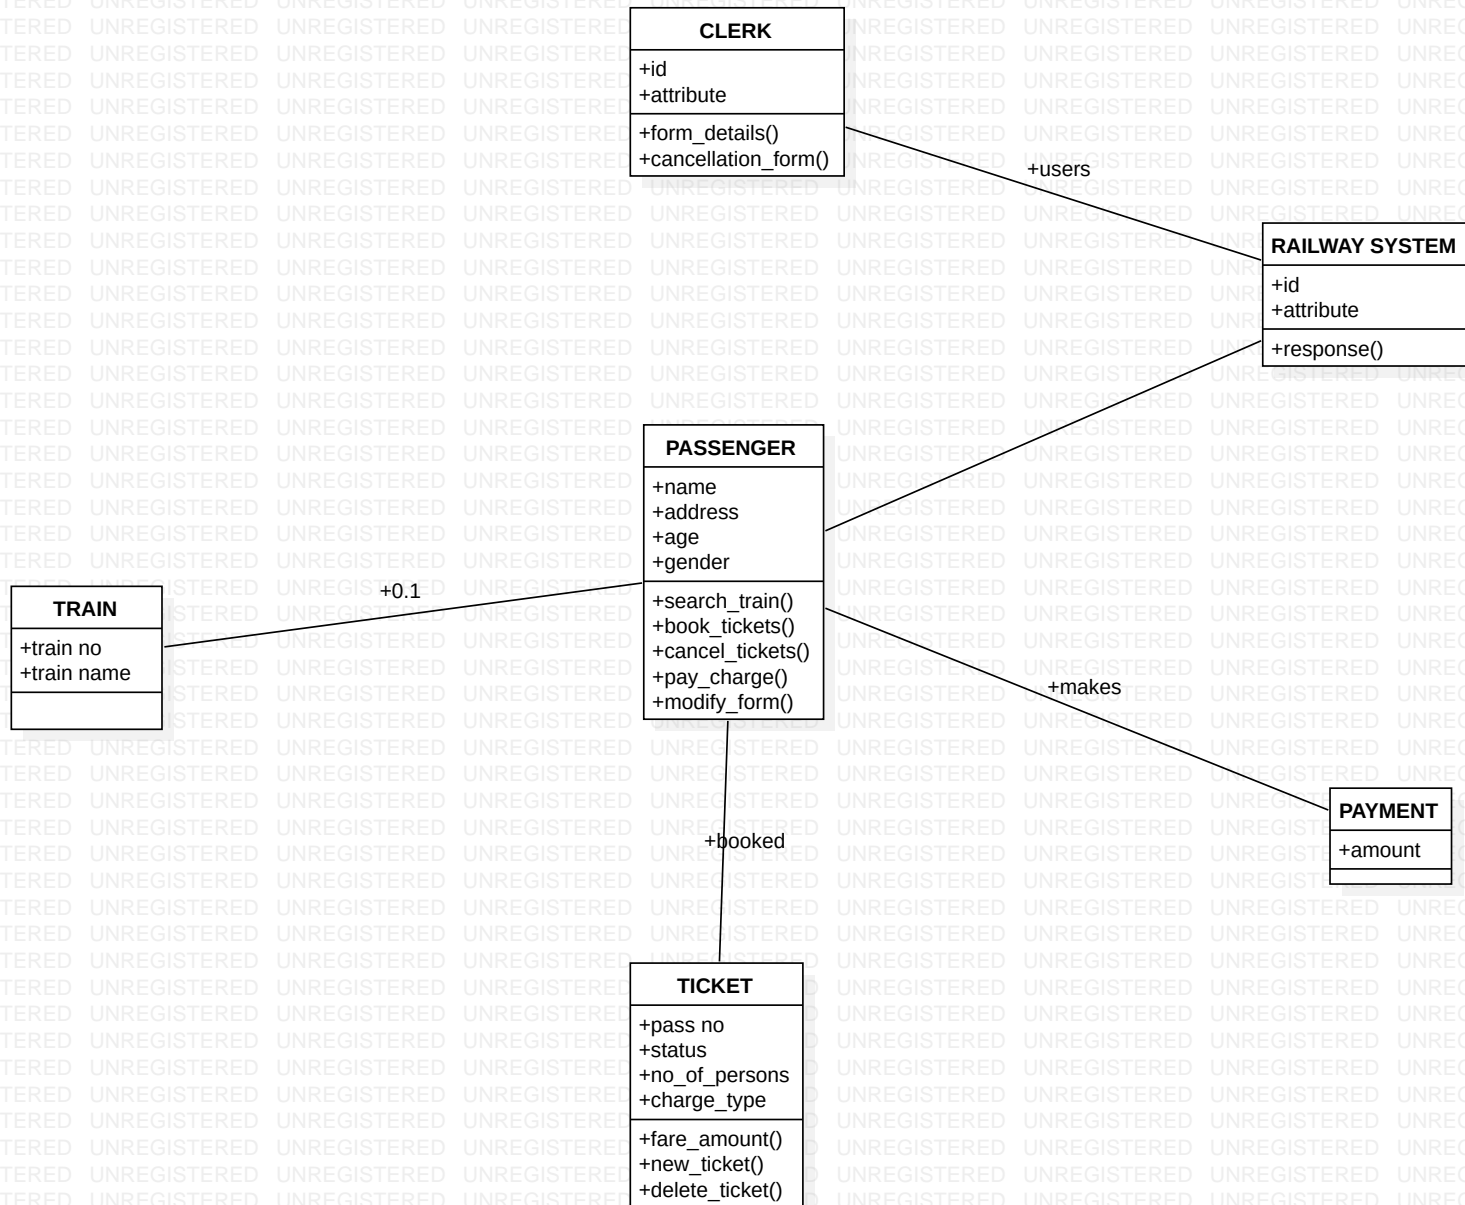 CLERK
+id
+attribute
+form_details()
+cancellation_form()
+users
RAILWAY SYSTEM
+id
+attribute
+response()
PASSENGER
+name
+address
+age
+gender
+search_train()
+book_tickets()
+cancel_tickets()
+pay_charge()
+modify_form()
+0.1
TRAIN
+train no
+train name
+makes
PAYMENT
+amount
+booked
TICKET
+pass no
+status
+no_of_persons
+charge_type
+fare_amount()
+new_ticket()
+delete_ticket()
UNREGISTERED